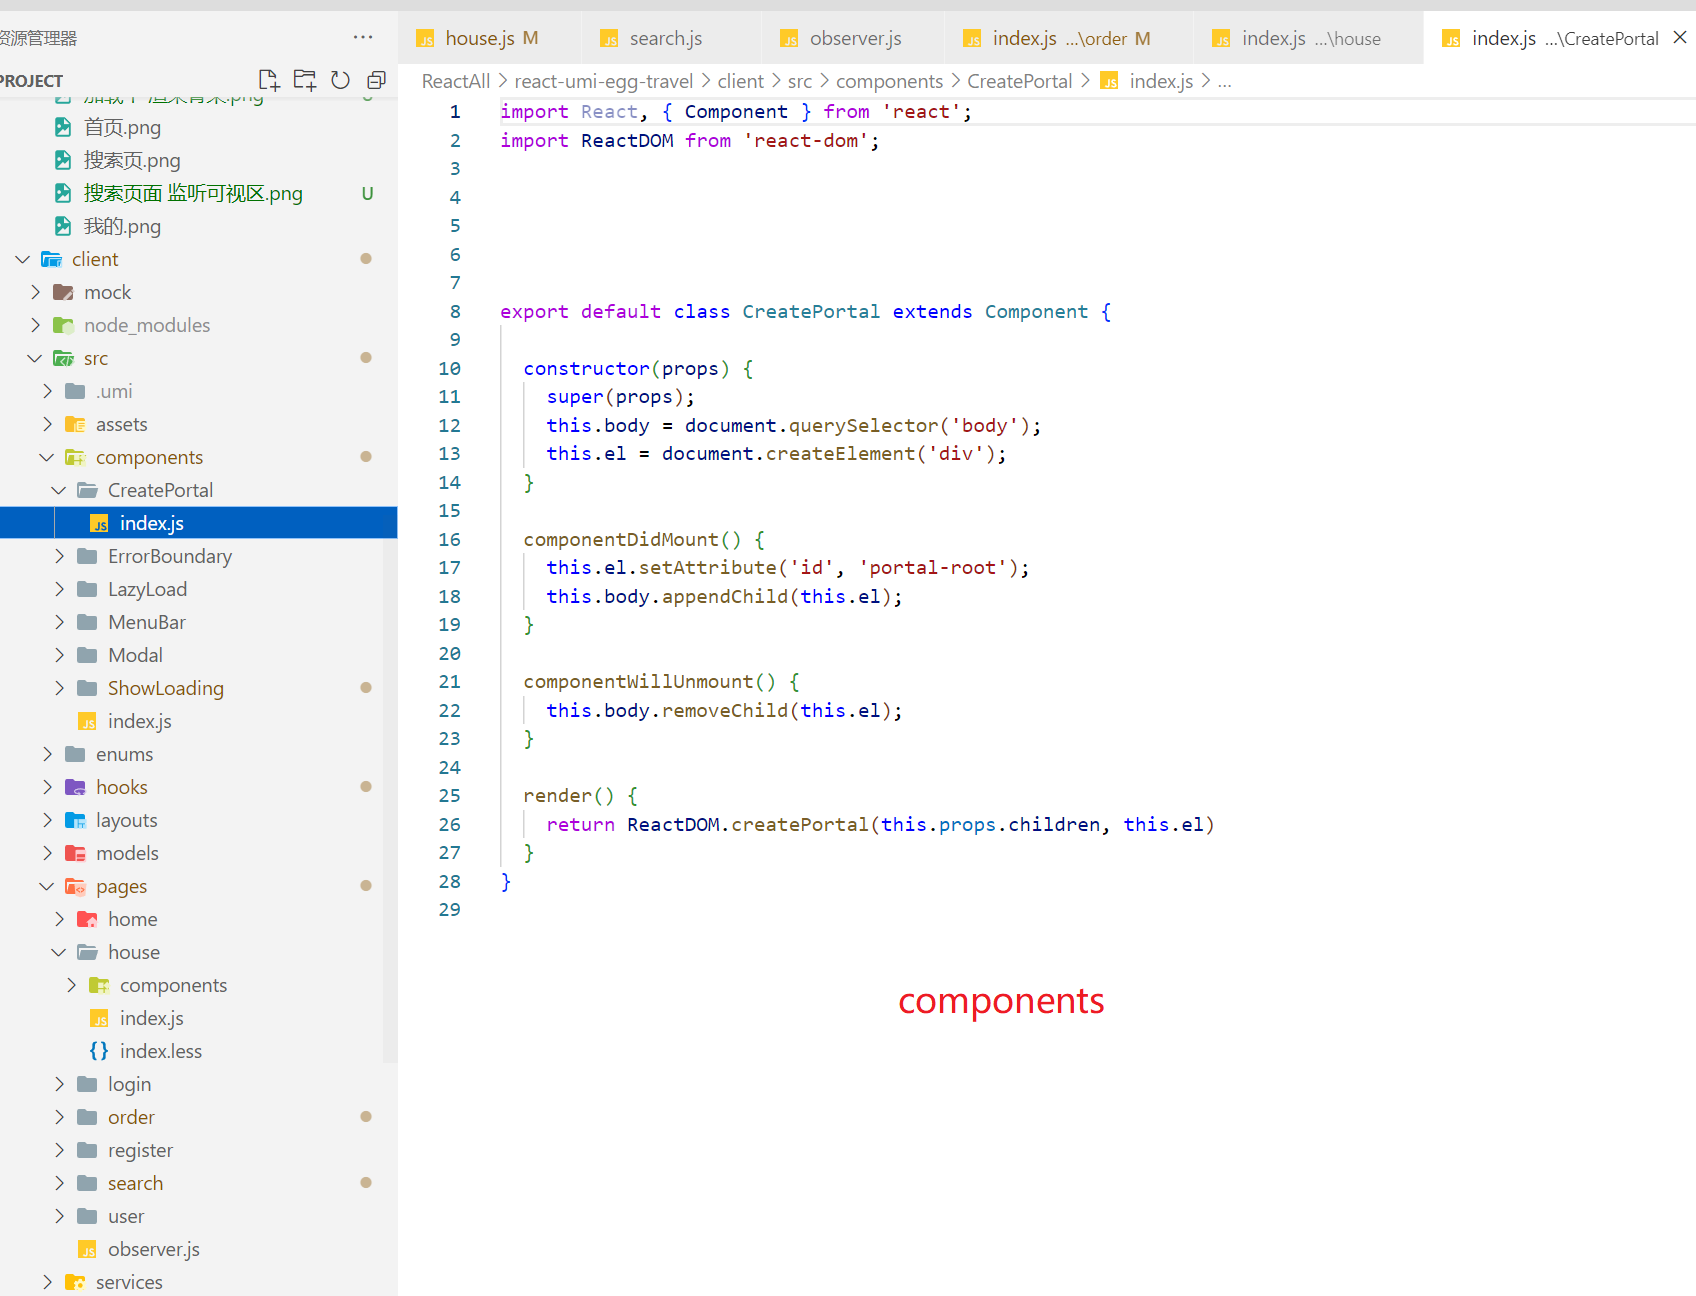 资源管理器
···
house.js M
search.js
observer.js
index.js ...\order M
index.js ...\house
index.js ...\CreatePortal
PROJECT
ReactAll > react-umi-egg-travel > client > src > components > CreatePortal > JS index.js > ...
首页.png
搜索页.png
搜索页面 监听可视区.png U
我的.png
client
mock
node_modules
src
.umi
assets
components
CreatePortal
index.js
ErrorBoundary
LazyLoad
MenuBar
Modal
ShowLoading
index.js
enums
hooks
layouts
models
pages
home
house
components
index.js
index.less
login
order
register
search
user
observer.js
services
1 import React, { Component } from 'react';
2 import ReactDOM from 'react-dom';
3
4
5
6
7
8 export default class CreatePortal extends Component {
9
10 constructor(props) {
11 super(props);
12 this.body = document.querySelector('body');
13 this.el = document.createElement('div');
14 }
15
16 componentDidMount() {
17 this.el.setAttribute('id', 'portal-root');
18 this.body.appendChild(this.el);
19 }
20
21 componentWillUnmount() {
22 this.body.removeChild(this.el);
23 }
24
25 render() {
26 return ReactDOM.createPortal(this.props.children, this.el)
27 }
28 }
29
components